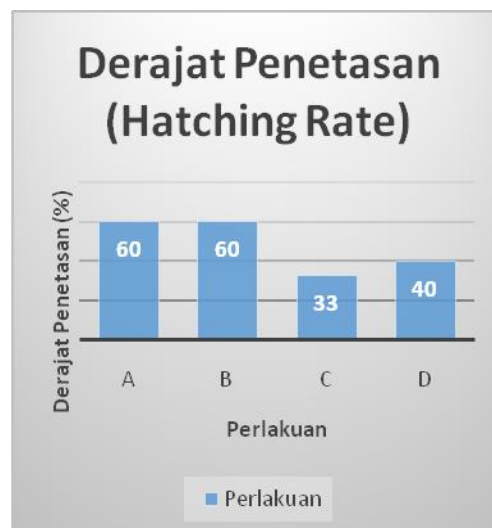 Derajat Penetasan
(Hatching Rate)
Derajat Penetasan (%)
60
60
33
40
A
B
C
D
Perlakuan
Perlakuan